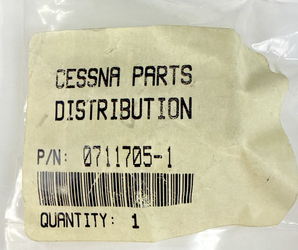 CESSNA PARTS
DISTRIBUTION
P/N: 0711705-1
QUANTITY: 1